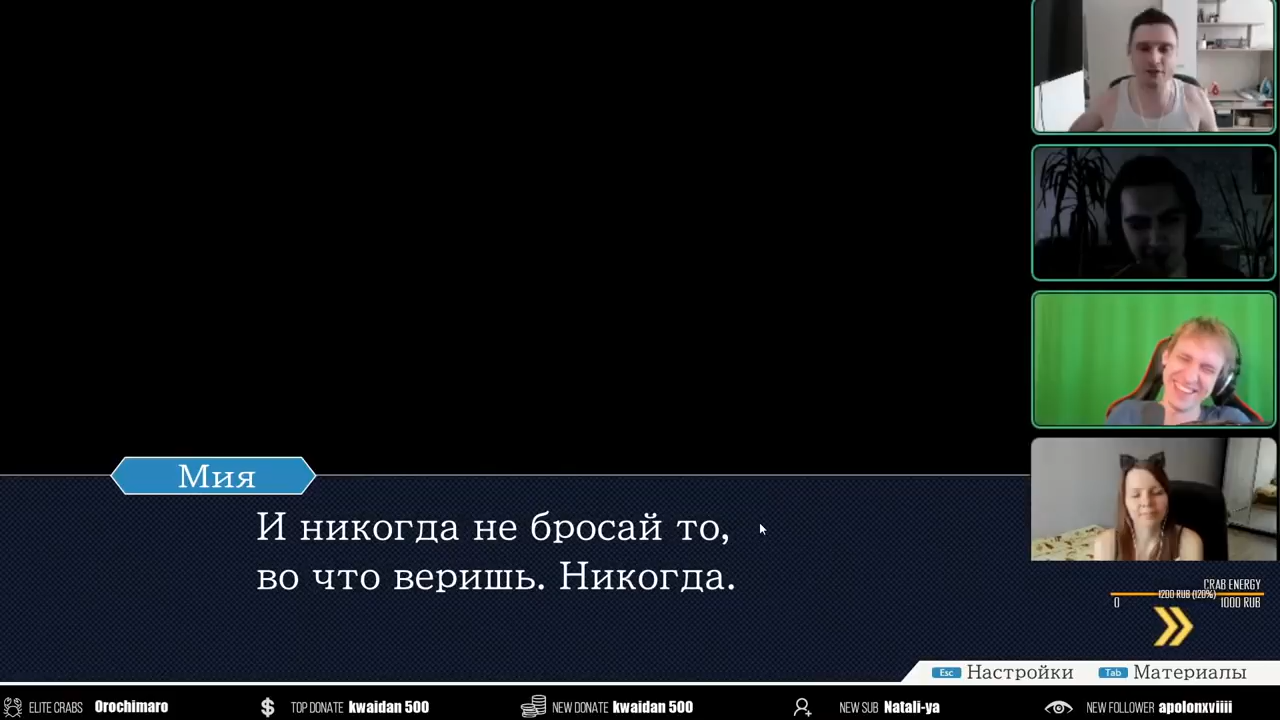 Мия
И никогда не бросай то,
во что веришь. Никогда.
CRAB ENERGY
0
1200 RUB (120%)
1000 RUB
Esc Настройки Tab Материалы
ELITE CRABS Orochimaro
$ TOP DONATE kwaidan 500
NEW DONATE kwaidan 500
NEW SUB Natali-ya
NEW FOLLOWER apolonxviiii